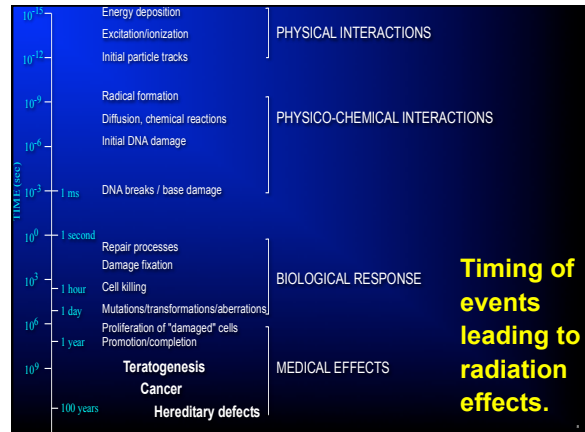 10-15
Energy deposition
Excitation/ionization
PHYSICAL INTERACTIONS
10-12
Initial particle tracks
10-9
Radical formation
Diffusion, chemical reactions
PHYSICO-CHEMICAL INTERACTIONS
10-6
Initial DNA damage
TIME (sec)
10-3
1 ms
DNA breaks / base damage
100
1 second
Repair processes
Damage fixation
BIOLOGICAL RESPONSE
103
1 hour
Cell killing
1 day
Mutations/transformations/aberrations
106
Proliferation of "damaged" cells
1 year
Promotion/completion
109
Teratogenesis
MEDICAL EFFECTS
Cancer
100 years
Hereditary defects
Timing of
events
leading to
radiation
effects.